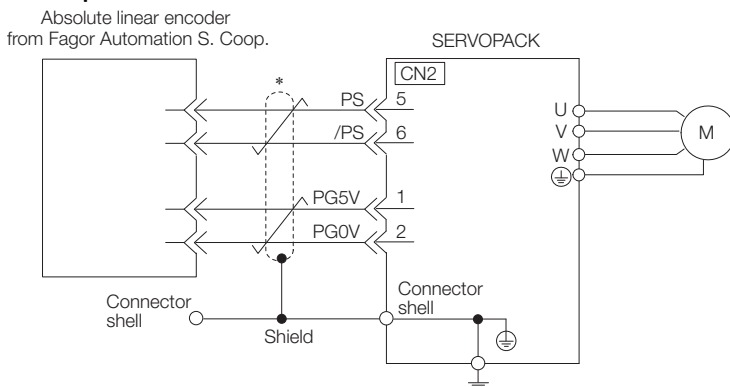 Absolute linear encoder
from Fagor Automation S. Coop.
SERVOPACK
CN2
*
PS 5
/PS 6
PG5V 1
PG0V 2
U
V
W
M
Connector
shell
Shield
Connector
shell